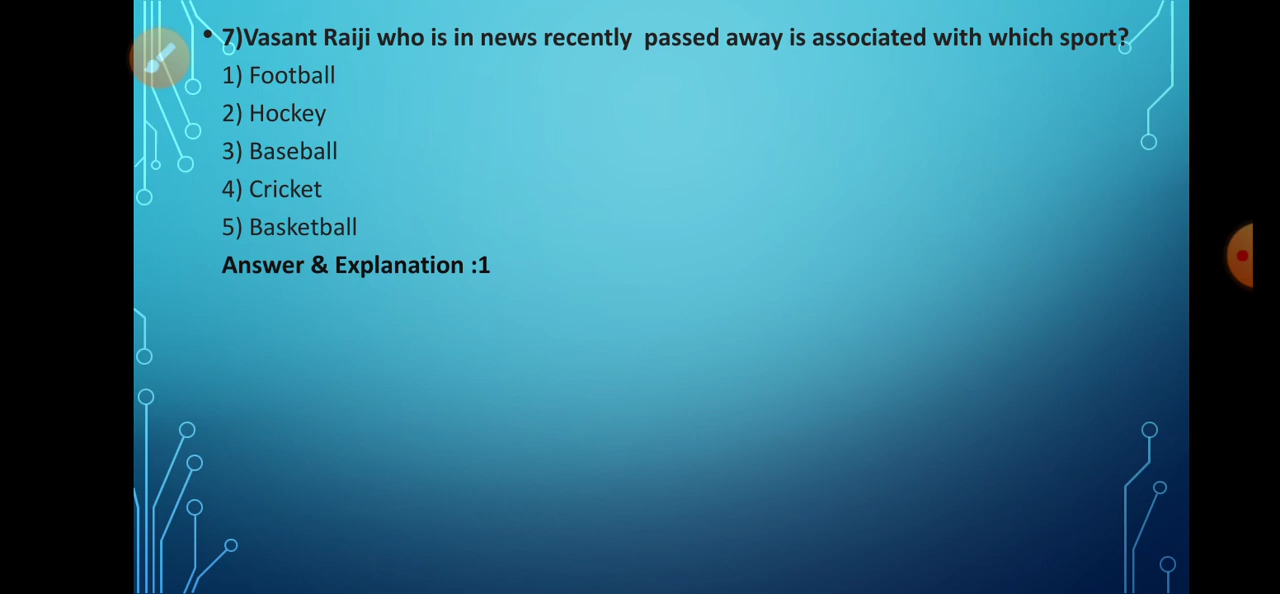 • 7)Vasant Raiji who is in news recently  passed away is associated with which sport?
1) Football
2) Hockey
3) Baseball
4) Cricket
5) Basketball
Answer & Explanation :1